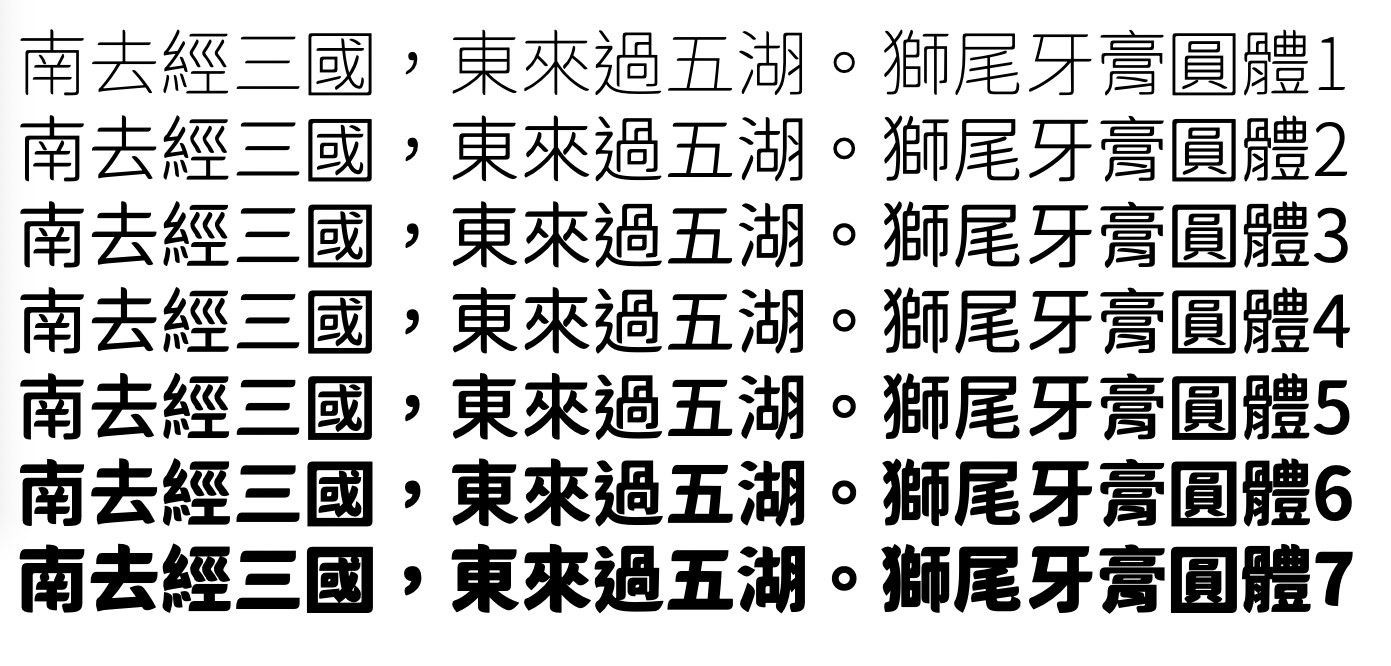 南去經三國，東來過五湖。獅尾牙膏圓體1
南去經三國，東來過五湖。獅尾牙膏圓體2
南去經三國，東來過五湖。獅尾牙膏圓體3
南去經三國，東來過五湖。獅尾牙膏圓體4
南去經三國，東來過五湖。獅尾牙膏圓體5
南去經三國，東來過五湖。獅尾牙膏圓體6
南去經三國，東來過五湖。獅尾牙膏圓體7